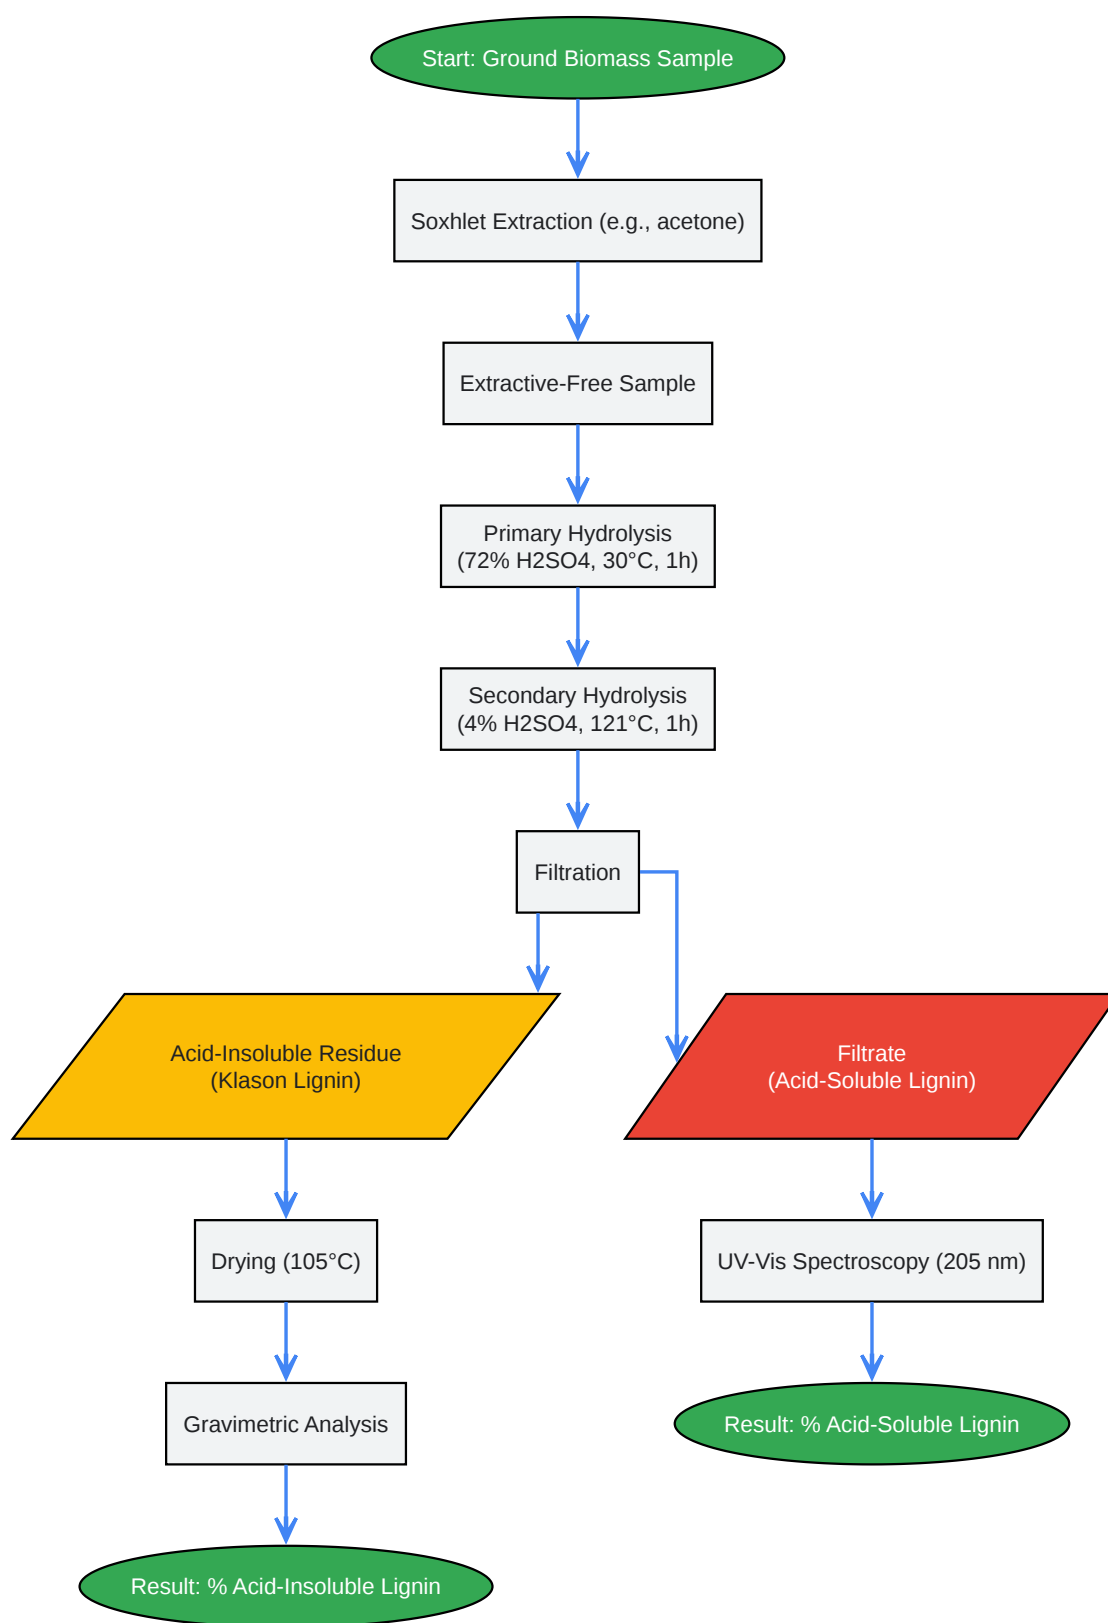 Start: Ground Biomass Sample
Soxhlet Extraction (e.g., acetone)
Extractive-Free Sample
Primary Hydrolysis
(72% H2SO4, 30°C, 1h)
Secondary Hydrolysis
(4% H2SO4, 121°C, 1h)
Filtration
Acid-Insoluble Residue
(Klason Lignin)
Filtrate
(Acid-Soluble Lignin)
Drying (105°C)
UV-Vis Spectroscopy (205 nm)
Gravimetric Analysis
Result: % Acid-Soluble Lignin
Result: % Acid-Insoluble Lignin